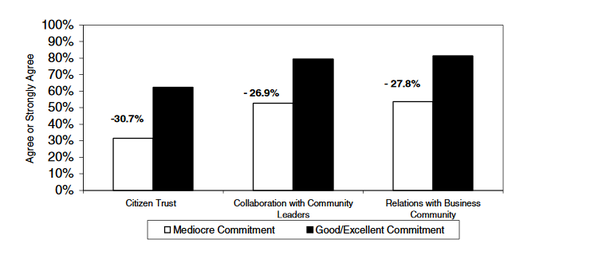 100%
90%
80%
70%
60%
50%
40%
30%
20%
10%
0%
Agree or Strongly Agree
-30.7%
- 26.9%
- 27.8%
Citizen Trust
Collaboration with Community
Leaders
Relations with Business
Community
Mediocre Commitment
Good/Excellent Commitment